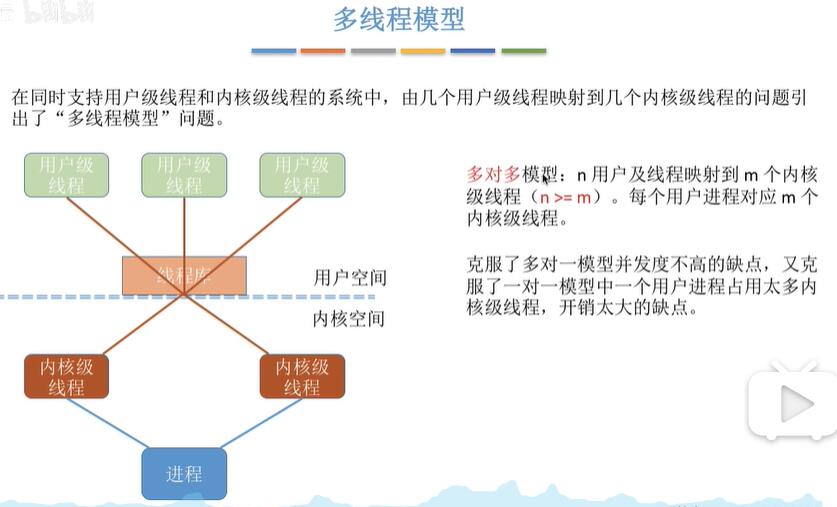 bilibili
多线程模型
在同时支持用户级线程和内核级线程的系统中，由几个用户级线程映射到几个内核级线程的问题引
出了“多线程模型”问题。
用户级
线程
用户级
线程
用户级
线程
线程库
用户空间
内核空间
内核级
线程
内核级
线程
进程
多对多模型：n 用户及线程映射到 m 个内核
级线程（n >= m）。每个用户进程对应 m 个
内核级线程。
克服了多对一模型并发度不高的缺点，又克
服了一对一模型中一个用户进程占用太多内
核级线程，开销太大的缺点。